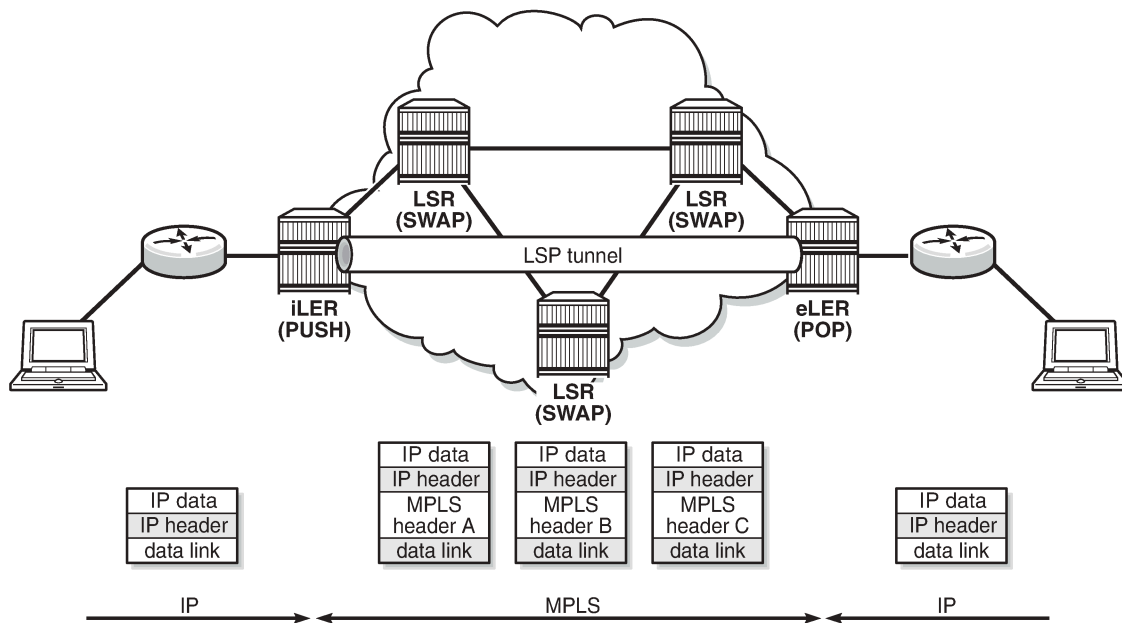 LSR
(SWAP)
LSR
(SWAP)
LSP tunnel
iLER
(PUSH)
eLER
(POP)
LSR
(SWAP)
IP data
IP header
data link
IP data
IP header
MPLS
header A
data link
IP data
IP header
MPLS
header B
data link
IP data
IP header
MPLS
header C
data link
IP data
IP header
data link
IP
MPLS
IP